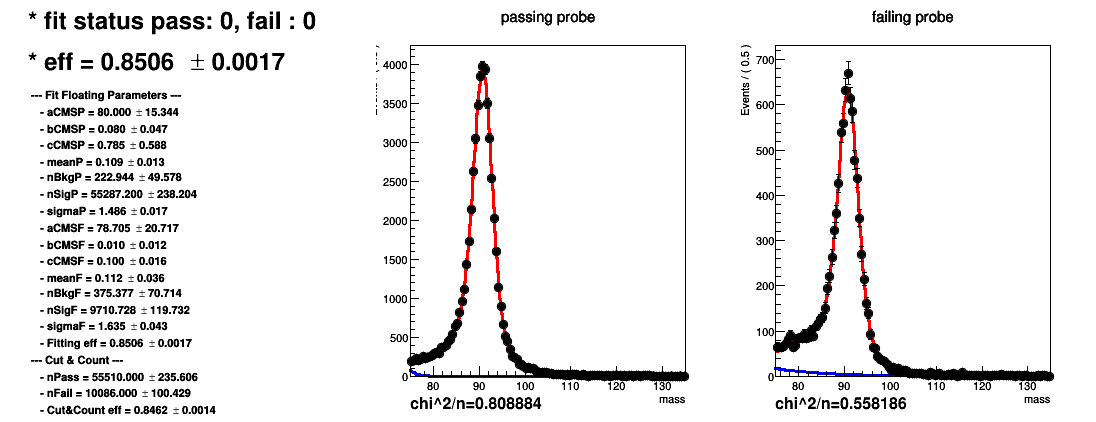 * fit status pass: 0, fail : 0
* eff = 0.8506 ± 0.0017
--- Fit Floating Parameters ---
- aCMSP = 80.000 ± 15.344
- bCMSP = 0.080 ± 0.047
- cCMSP = 0.785 ± 0.588
- meanP = 0.109 ± 0.013
- nBkgP = 222.944 ± 49.578
- nSigP = 55287.200 ± 238.204
- sigmaP = 1.486 ± 0.017
- aCMSF = 78.705 ± 20.717
- bCMSF = 0.010 ± 0.012
- cCMSF = 0.100 ± 0.016
- meanF = 0.112 ± 0.036
- nBkgF = 375.377 ± 70.714
- nSigF = 9710.728 ± 119.732
- sigmaF = 1.635 ± 0.043
- Fitting eff = 0.8506 ± 0.0017
--- Cut & Count ---
- nPass = 55510.000 ± 235.606
- nFail = 10086.000 ± 100.429
- Cut&Count eff = 0.8462 ± 0.0014
passing probe
4000
3500
3000
2500
2000
1500
1000
500
0
80 90 100 110 120 130
mass
chi^2/n=0.808884
failing probe
Events / ( 0.5 )
700
600
500
400
300
200
100
0
80 90 100 110 120 130
mass
chi^2/n=0.558186